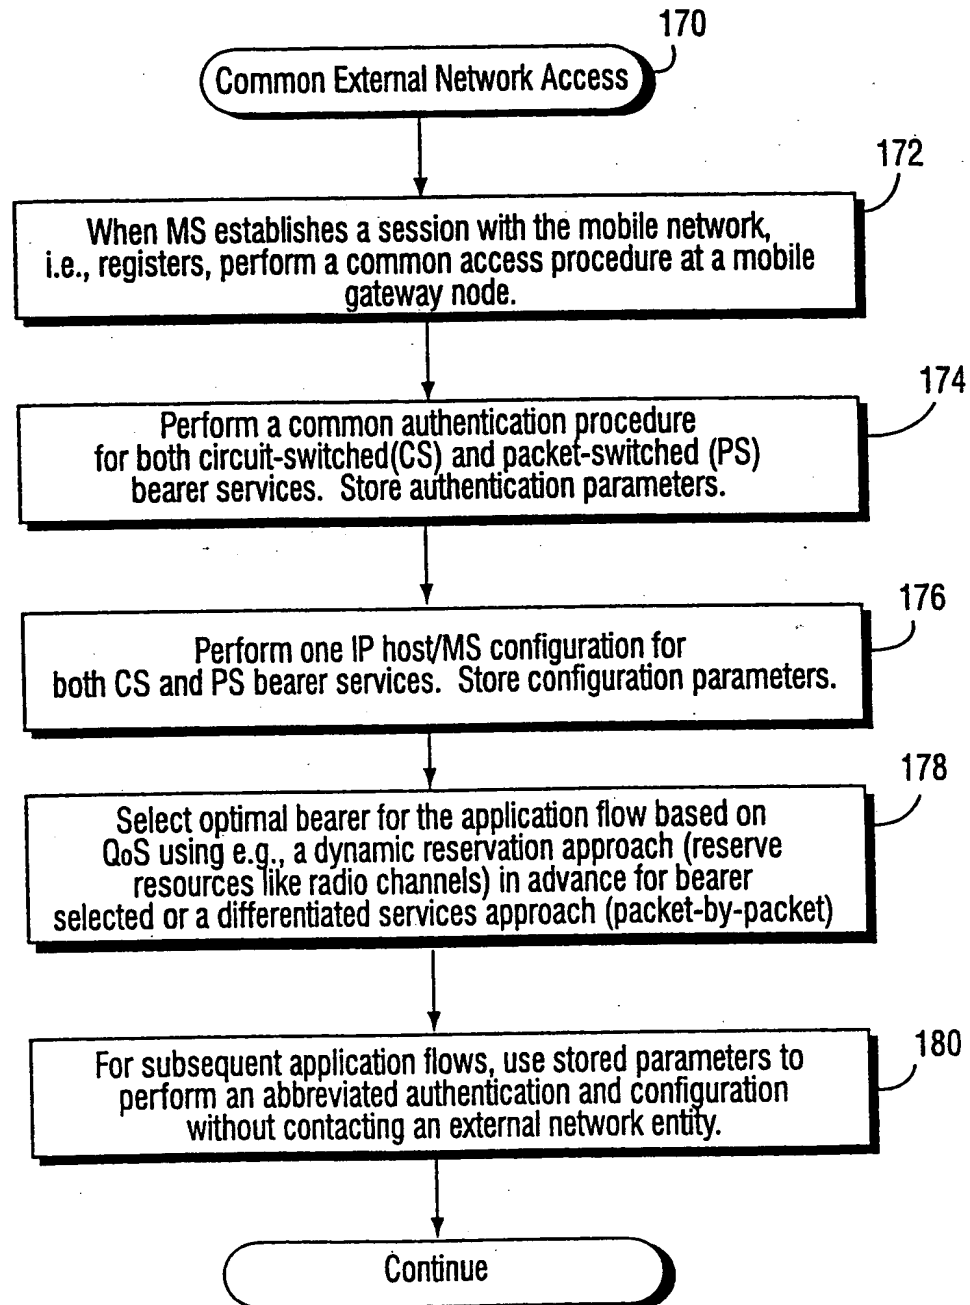 170
Common External Network Access
172
When MS establishes a session with the mobile network,
i.e., registers, perform a common access procedure at a mobile
gateway node.
174
Perform a common authentication procedure
for both circuit-switched(CS) and packet-switched (PS)
bearer services. Store authentication parameters.
176
Perform one IP host/MS configuration for
both CS and PS bearer services. Store configuration parameters.
178
Select optimal bearer for the application flow based on
QoS using e.g., a dynamic reservation approach (reserve
resources like radio channels) in advance for bearer
selected or a differentiated services approach (packet-by-packet)
180
For subsequent application flows, use stored parameters to
perform an abbreviated authentication and configuration
without contacting an external network entity.
Continue